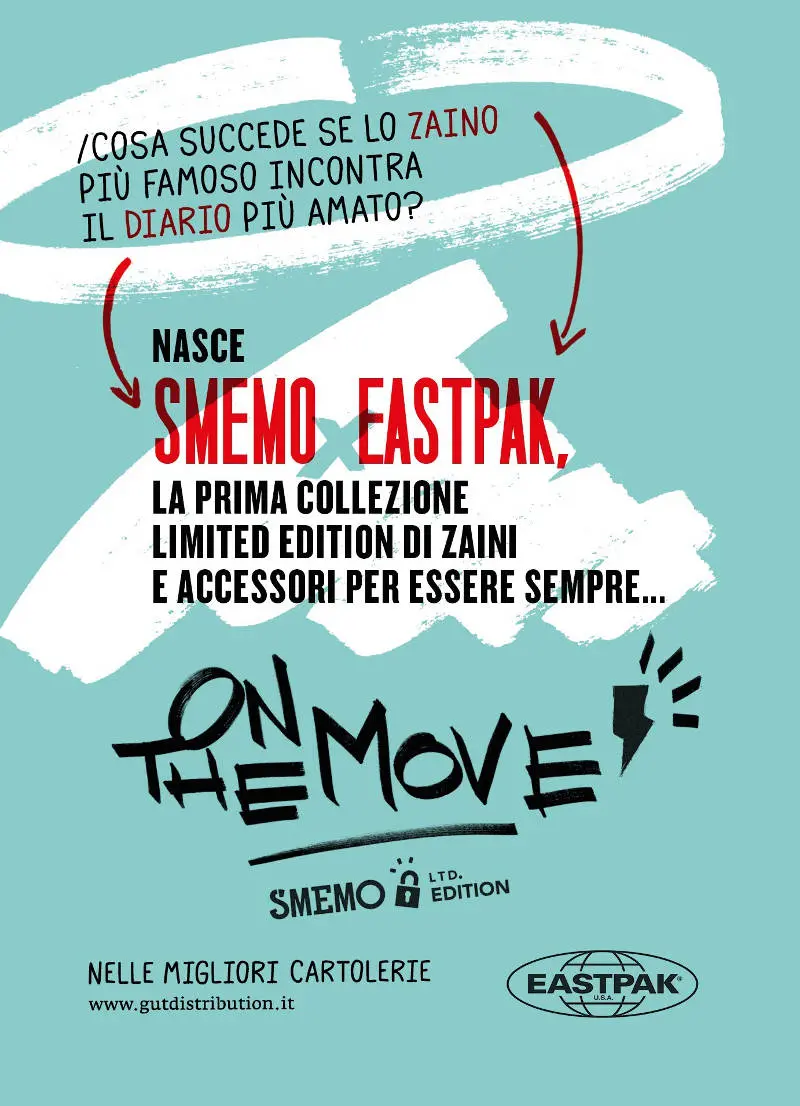 /COSA SUCCEDE SE LO ZAINO
PIÙ FAMOSO INCONTRA
IL DIARIO PIÙ AMATO?
NASCE
SMEMO x EASTPAK,
LA PRIMA COLLEZIONE
LIMITED EDITION DI ZAINI
E ACCESSORI PER ESSERE SEMPRE...
ON
THE MOVE
SMEMO LTD. EDITION
NELLE MIGLIORI CARTOLERIE
www.gutdistribution.it
EASTPAK®
U.S.A.